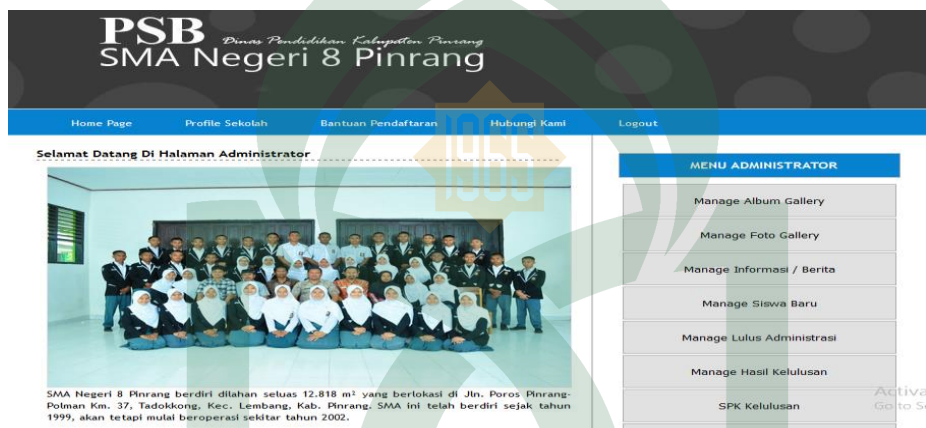 PSB Dinas Pendidikan Kabupaten Pinrang
SMA Negeri 8 Pinrang
Home Page Profile Sekolah Bantuan Pendaftaran Hubungi Kami Logout
Selamat Datang Di Halaman Administrator
1965
SMA Negeri 8 Pinrang berdiri dilahan seluas 12.818 m² yang berlokasi di Jln. Poros Pinrang-
Polman Km. 37, Tadokkong, Kec. Lembang, Kab. Pinrang. SMA ini telah berdiri sejak tahun
1999, akan tetapi mulai beroperasi sekitar tahun 2002.
MENU ADMINISTRATOR
Manage Album Gallery
Manage Foto Gallery
Manage Informasi / Berita
Manage Siswa Baru
Manage Lulus Administrasi
Manage Hasil Kelulusan
SPK Kelulusan
Activa
Go to Se